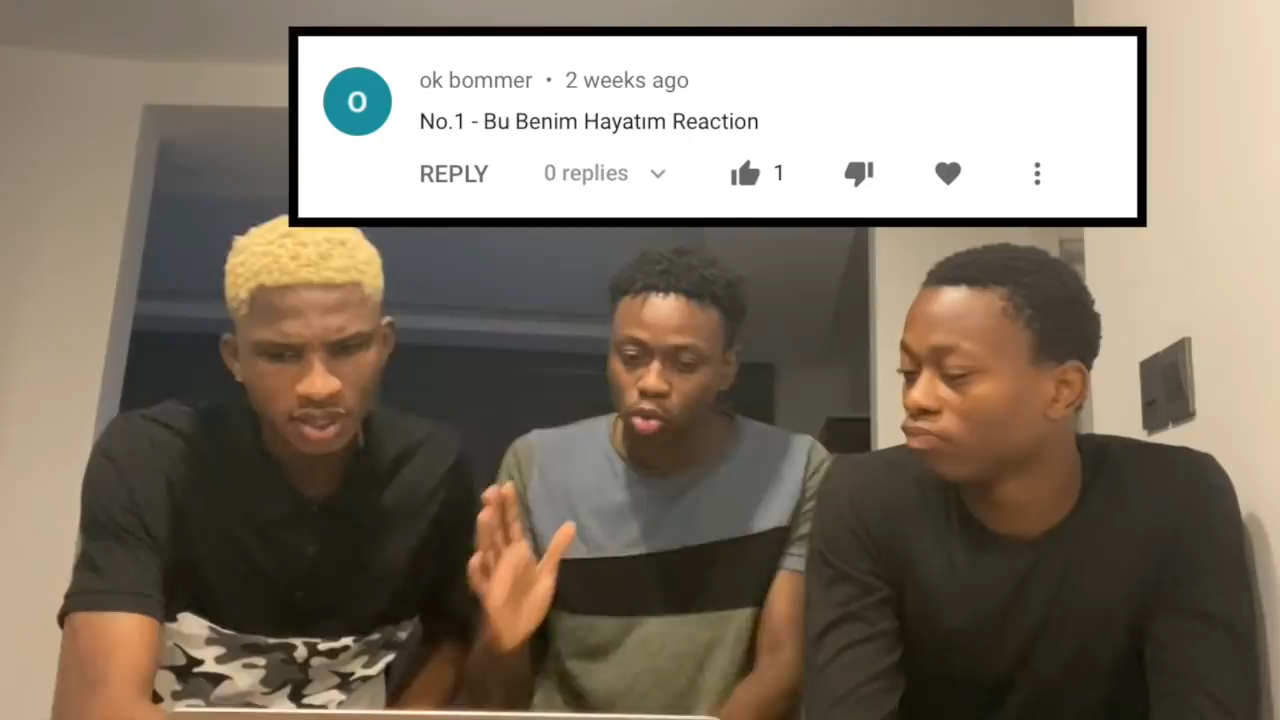 O
ok bommer • 2 weeks ago
No.1 - Bu Benim Hayatım Reaction
REPLY 0 replies 1